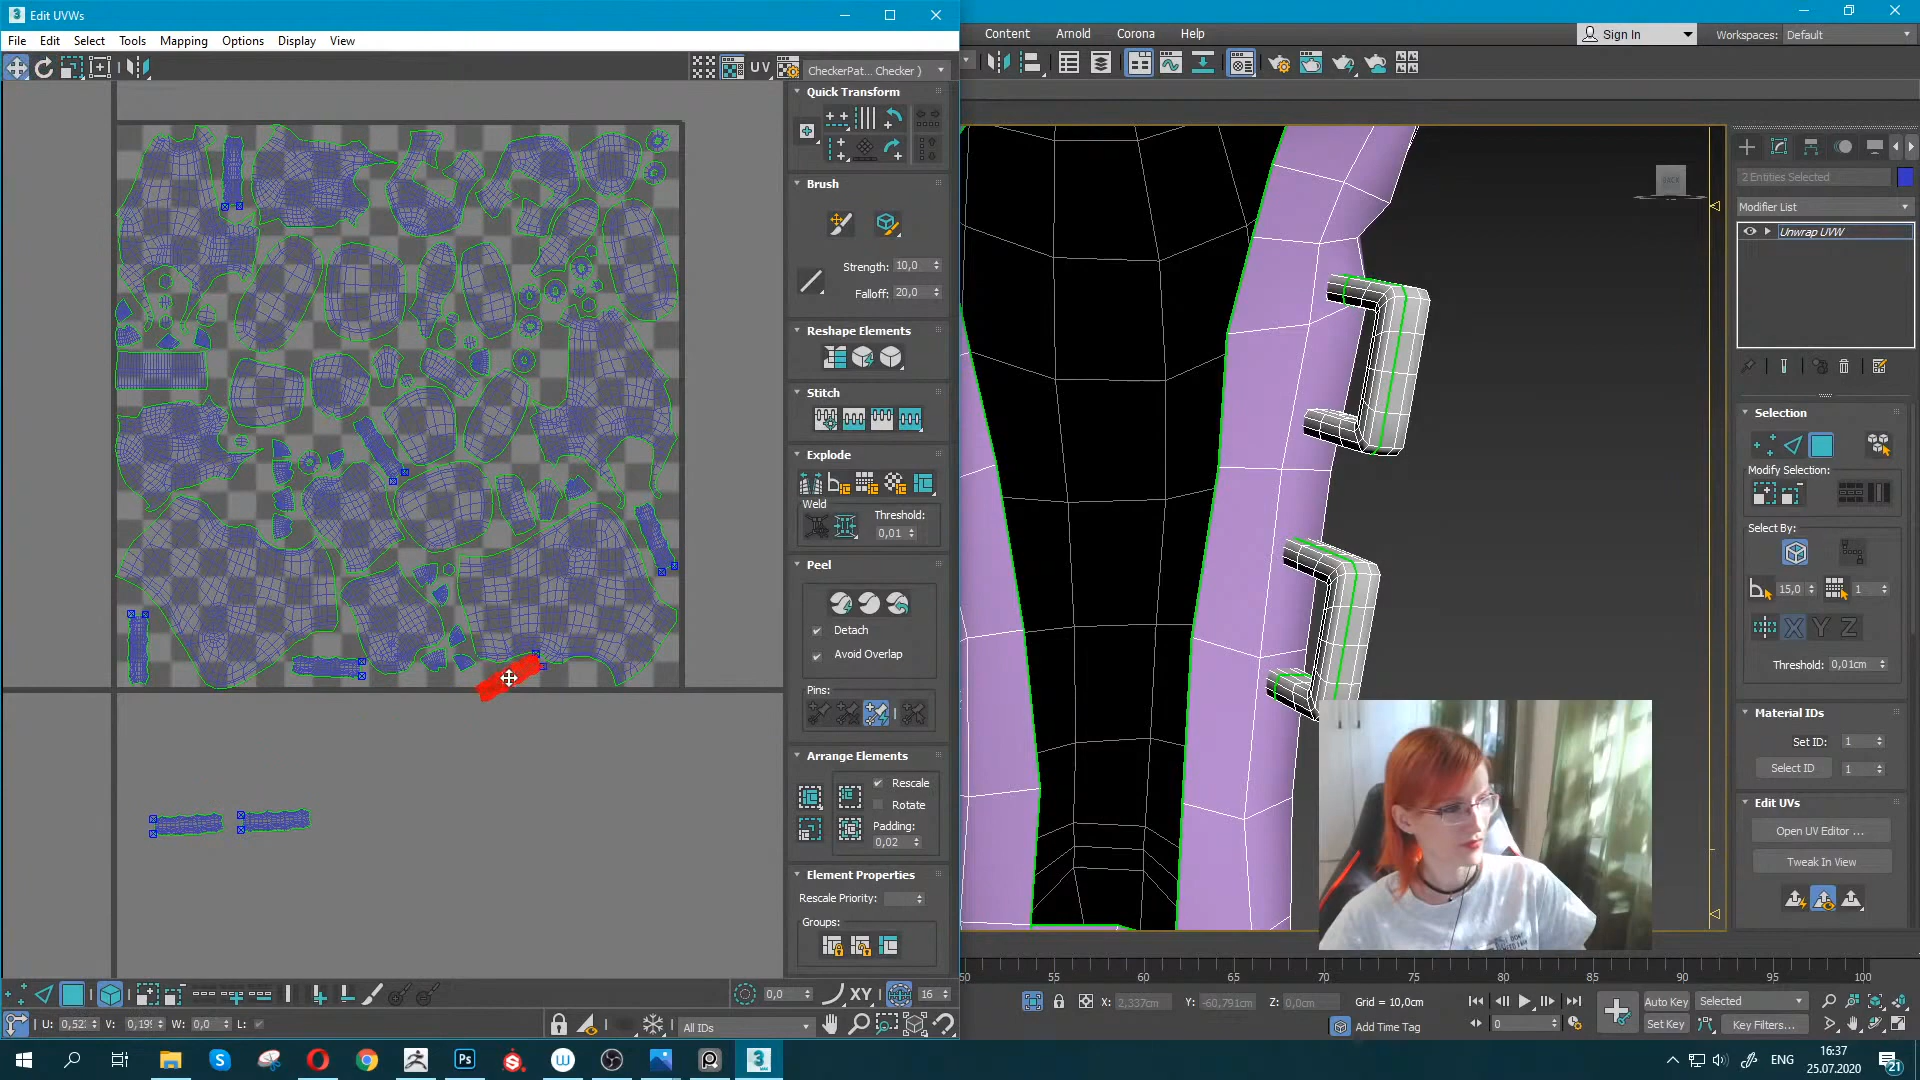 Edit UVWs
File Edit Select Tools Mapping Options Display View
Content Arnold Corona Help
Sign In
Workspaces: Default
UV
CheckerPat... Checker )
Quick Transform
Brush
Strength: 10,0
Falloff: 20,0
Reshape Elements
Stitch
Explode
Weld
Threshold:
0,01
Peel
Detach
Avoid Overlap
Pins:
Arrange Elements
Rescale
Rotate
Padding:
0,02
Element Properties
Rescale Priority:
Groups:
BACK
2 Entities Selected
Modifier List
Unwrap UVW
Selection
Modify Selection:
Select By:
15,0 1
X Y Z
Threshold: 0,01cm
Material IDs
Set ID: 1
Select ID 1
Edit UVs
Open UV Editor ...
Tweak In View
50 55 60 65 70 75 80 85 90 95 100
0,0 XY 16
U: 0,52 V: 0,19 W: 0,0 L:
All IDs
X: 2,337cm Y: -60,791cm Z: 0,0cm Grid = 10,0cm
Add Time Tag
0
Auto Key Selected
Set Key Key Filters...
ENG
16:37
25.07.2020
21